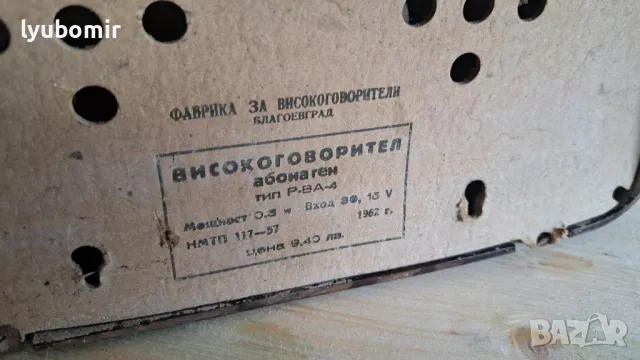 lyubomir
ФАБРИКА ЗА ВИСОКОГОВОРИТЕЛИ
БЛАГОЕВГРАД
ВИСОКОГОВОРИТЕЛ
абонатен
тип Р-ВА-4
Мощност 0.3 w Вход 30, 15 V
НМТП 117—57 1962 г.
Цена 9.40 лв.
BAZAR